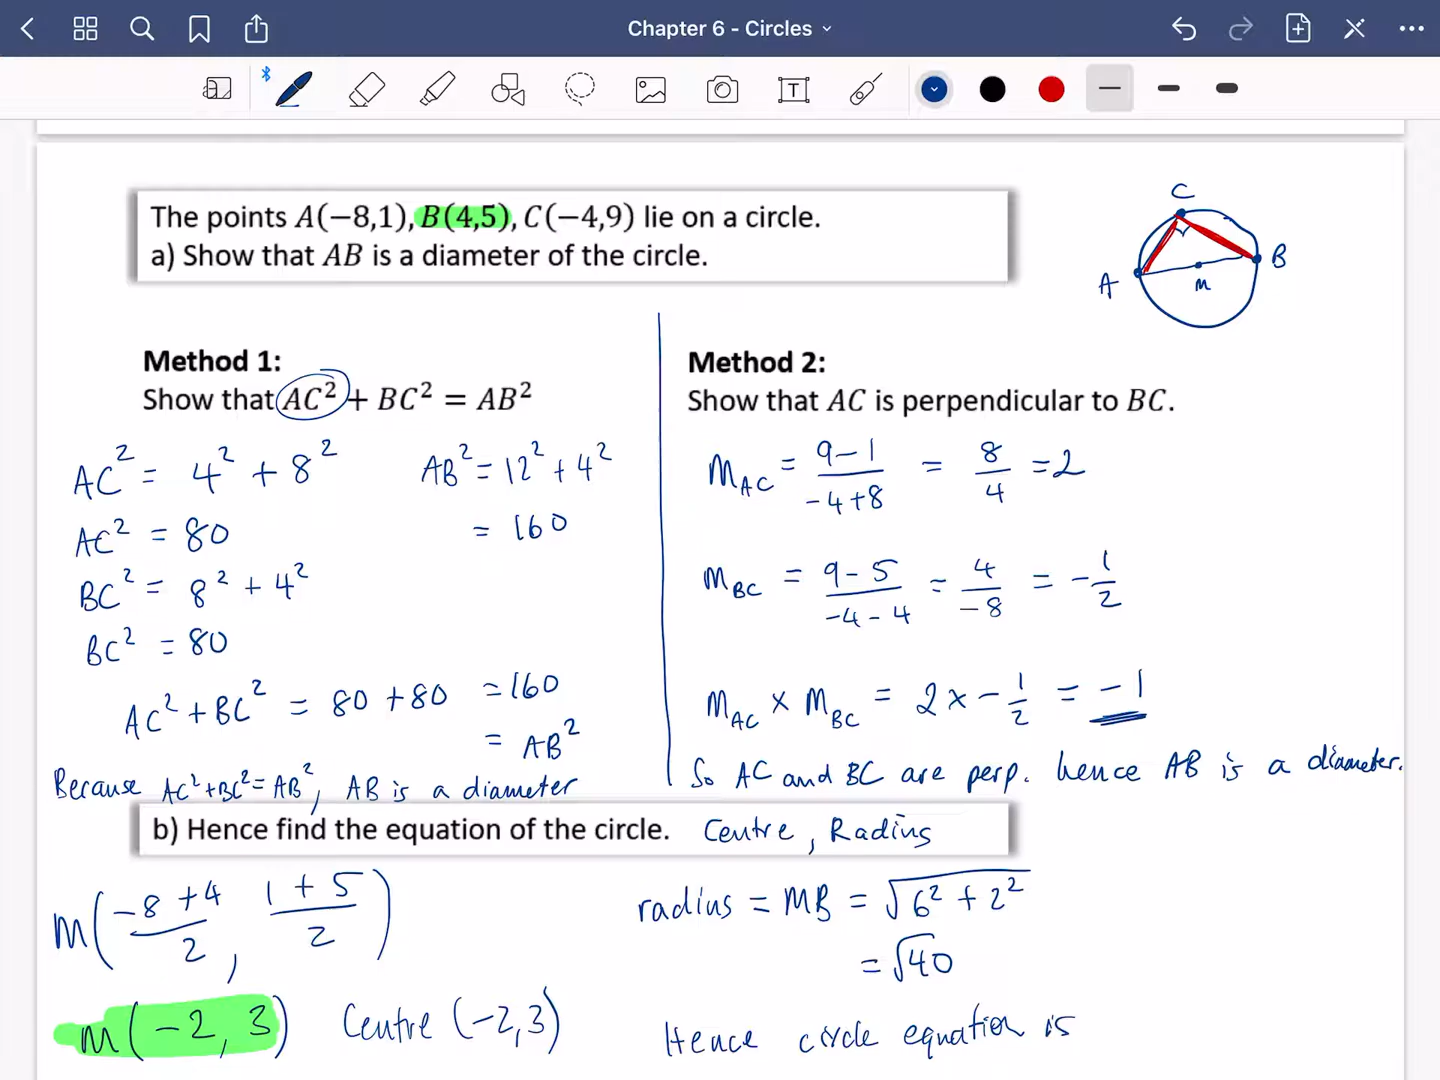 Chapter 6 - Circles
The points A(−8,1), B(4,5), C(−4,9) lie on a circle.
a) Show that AB is a diameter of the circle.
C
A
B
M
Method 1:
Show that AC² + BC² = AB²
AC² = 4² + 8²
AC² = 80
BC² = 8² + 4²
BC² = 80
AB² = 12² + 4²
= 160
AC² + BC² = 80 + 80 = 160
= AB²
Because AC²+BC² = AB², AB is a diameter
Method 2:
Show that AC is perpendicular to BC.
M_AC = (9−1)/(−4+8) = 8/4 = 2
M_BC = (9−5)/(−4−4) = 4/−8 = −1/2
M_AC × M_BC = 2 × −1/2 = −1
So AC and BC are perp. hence AB is a diameter.
b) Hence find the equation of the circle. Centre, Radius
M((−8+4)/2, (1+5)/2)
M(−2, 3) Centre (−2,3)
radius = MB = √(6² + 2²)
= √40
Hence circle equation is